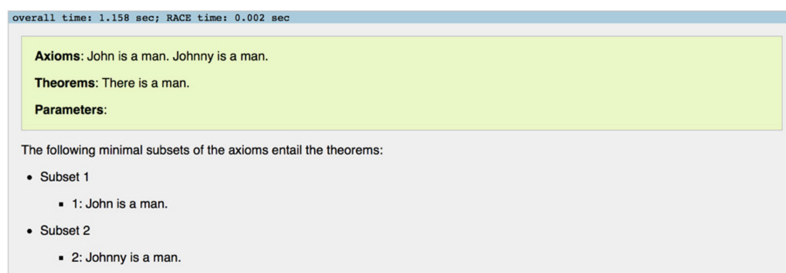 overall time: 1.158 sec; RACE time: 0.002 sec
Axioms: John is a man. Johnny is a man.
Theorems: There is a man.
Parameters:
The following minimal subsets of the axioms entail the theorems:
• Subset 1
▪ 1: John is a man.
• Subset 2
▪ 2: Johnny is a man.